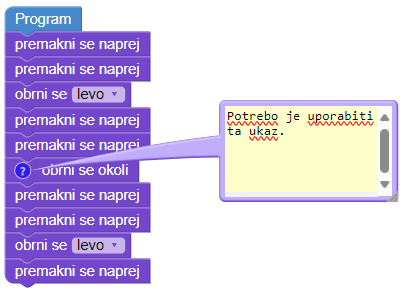 Program
premakni se naprej
premakni se naprej
obrni se levo
premakni se naprej
premakni se naprej
? obrni se okoli
premakni se naprej
premakni se naprej
obrni se levo
premakni se naprej
Potrebo je uporabiti
ta ukaz.